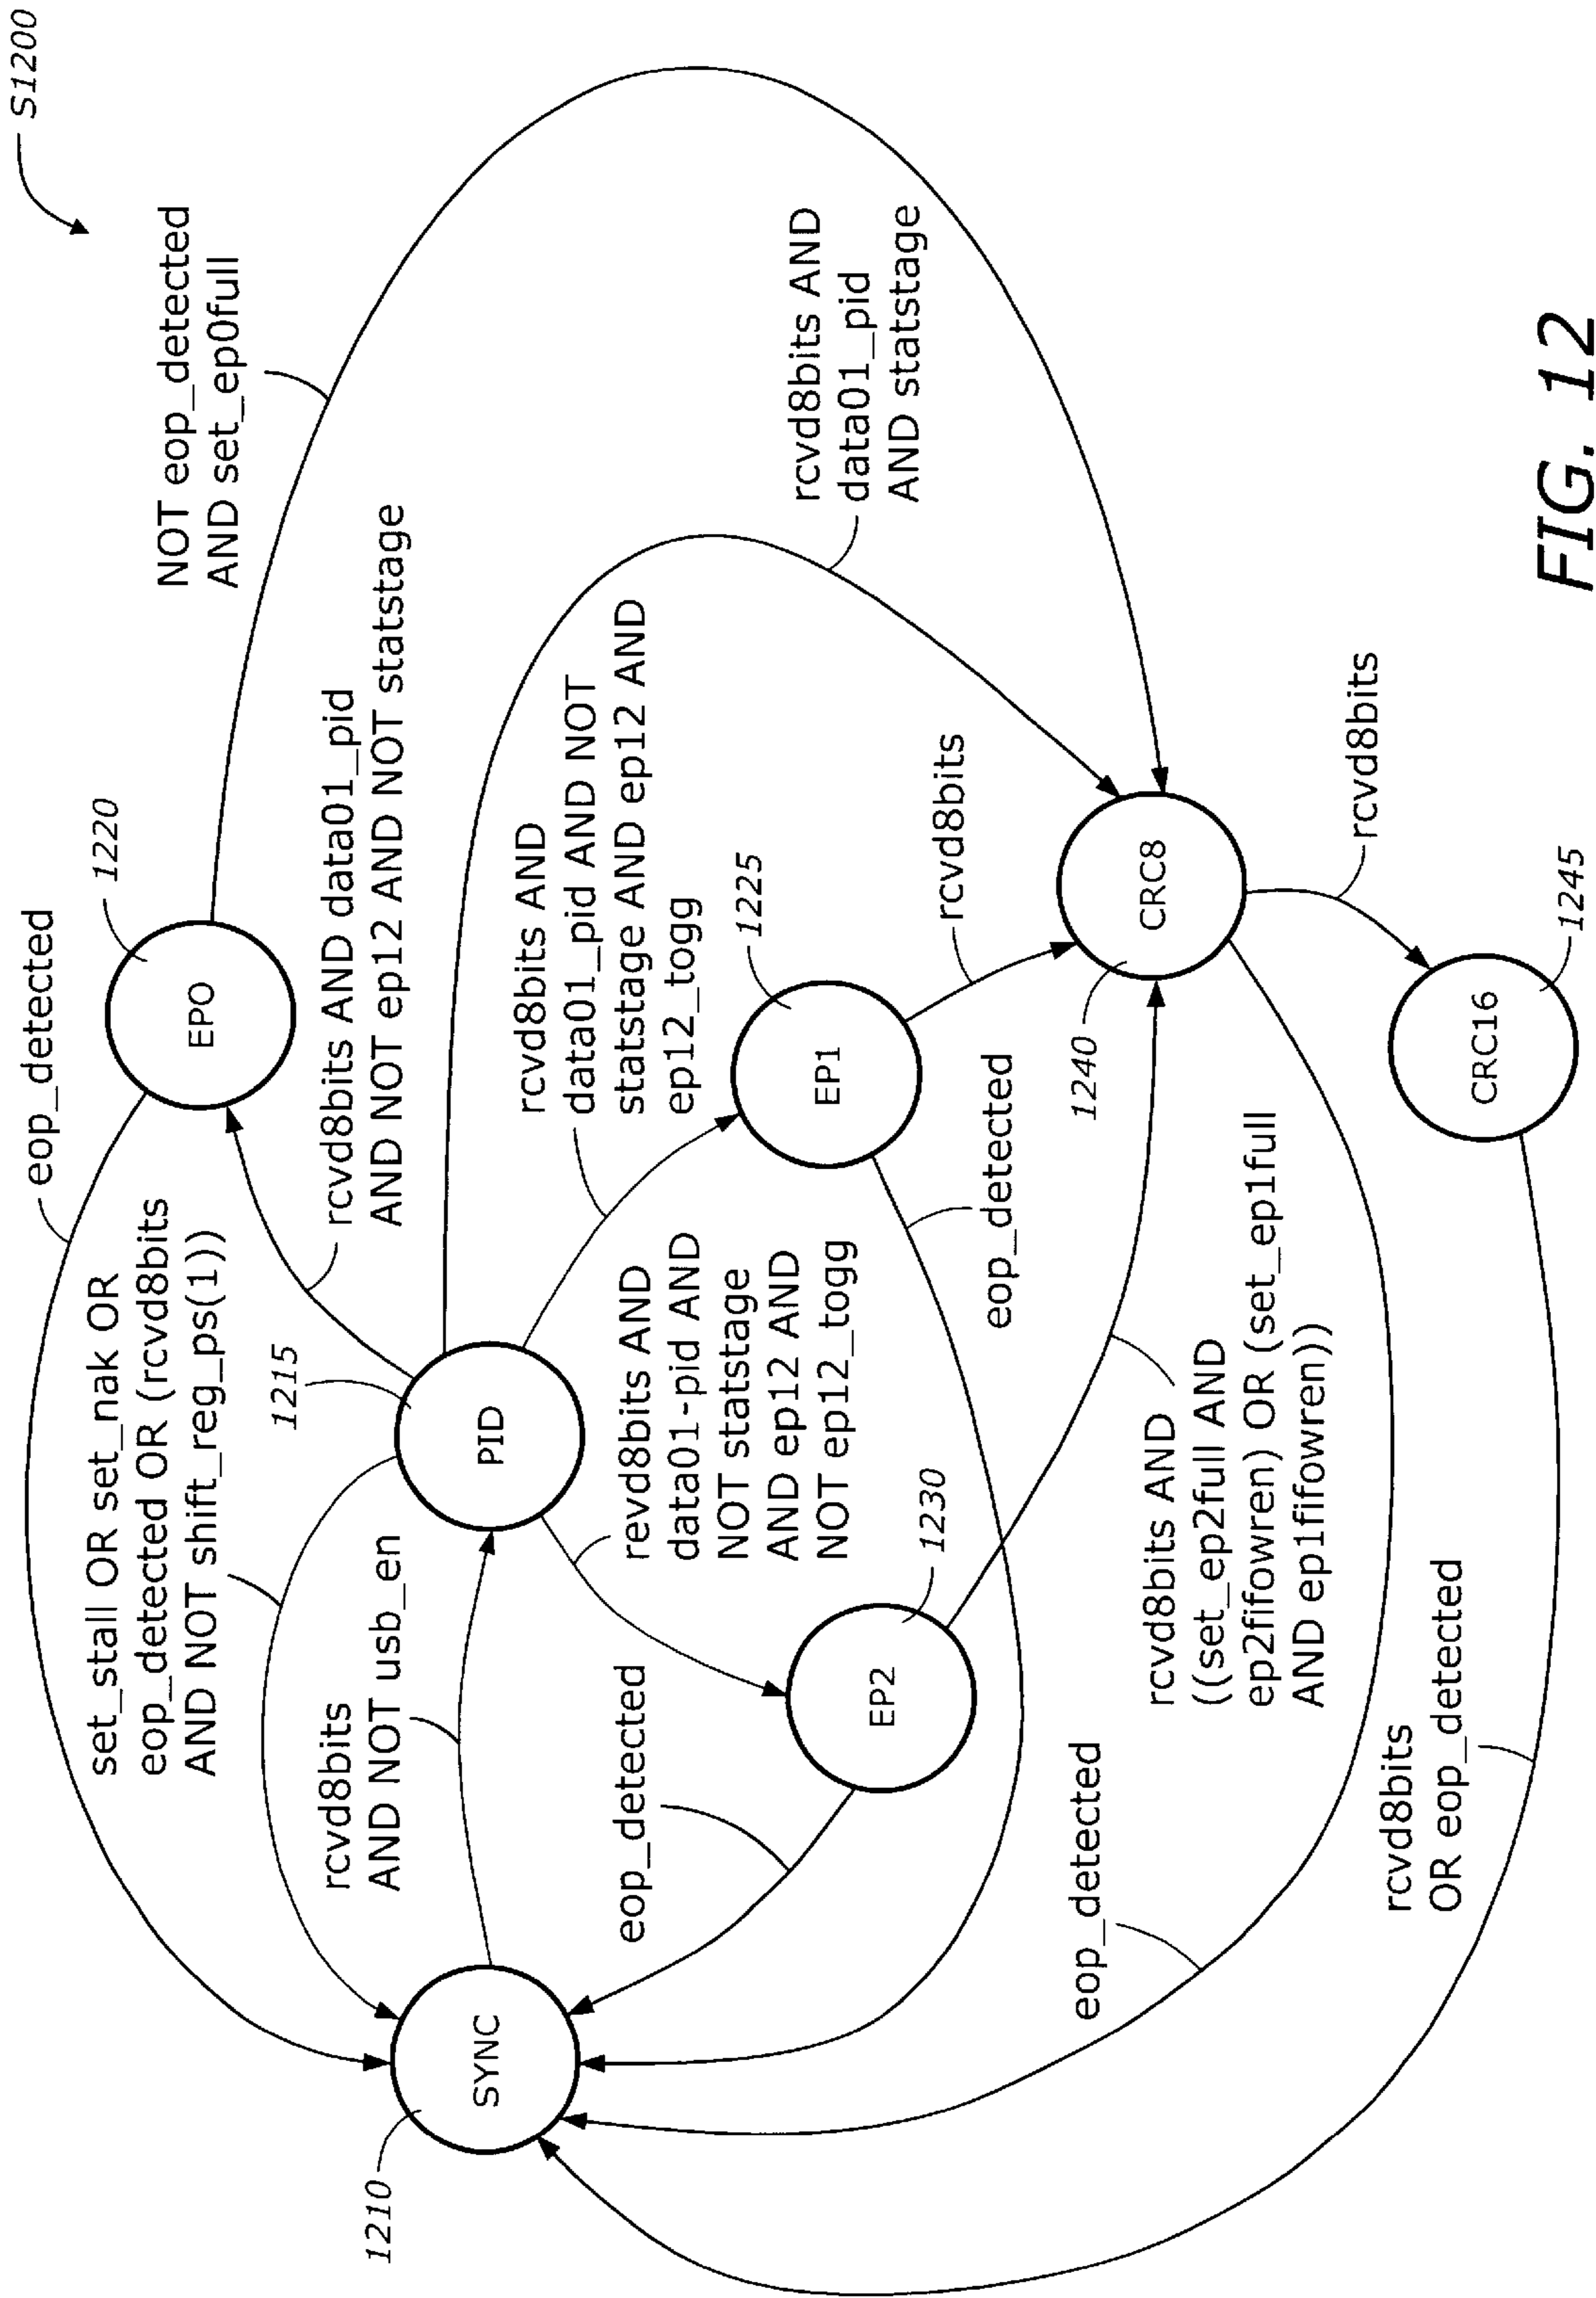 S1200
eop_detected
1220
NOT eop_detected
AND set_ep0full
EPO
set_stall OR set_nak OR
eop_detected OR (rcvd8bits
AND NOT shift_reg_ps(1))
1215
rcvd8bits AND data01_pid
AND NOT ep12 AND NOT statstage
rcvd8bits
AND NOT usb_en
PID
rcvd8bits AND
data01_pid AND NOT
statstage AND ep12 AND
ep12_togg
rcvd8bits AND
data01_pid
AND statstage
1210
SYNC
eop_detected
revd8bits AND
data01-pid AND
NOT statstage
AND ep12 AND
NOT ep12_togg
1225
EP1
rcvd8bits
1230
EP2
eop_detected
1240
CRC8
rcvd8bits AND
((set_ep2full AND
ep2fifowren) OR (set_ep1full
AND ep1fifowren))
eop_detected
rcvd8bits
CRC16
1245
rcvd8bits
OR eop_detected
FIG. 12